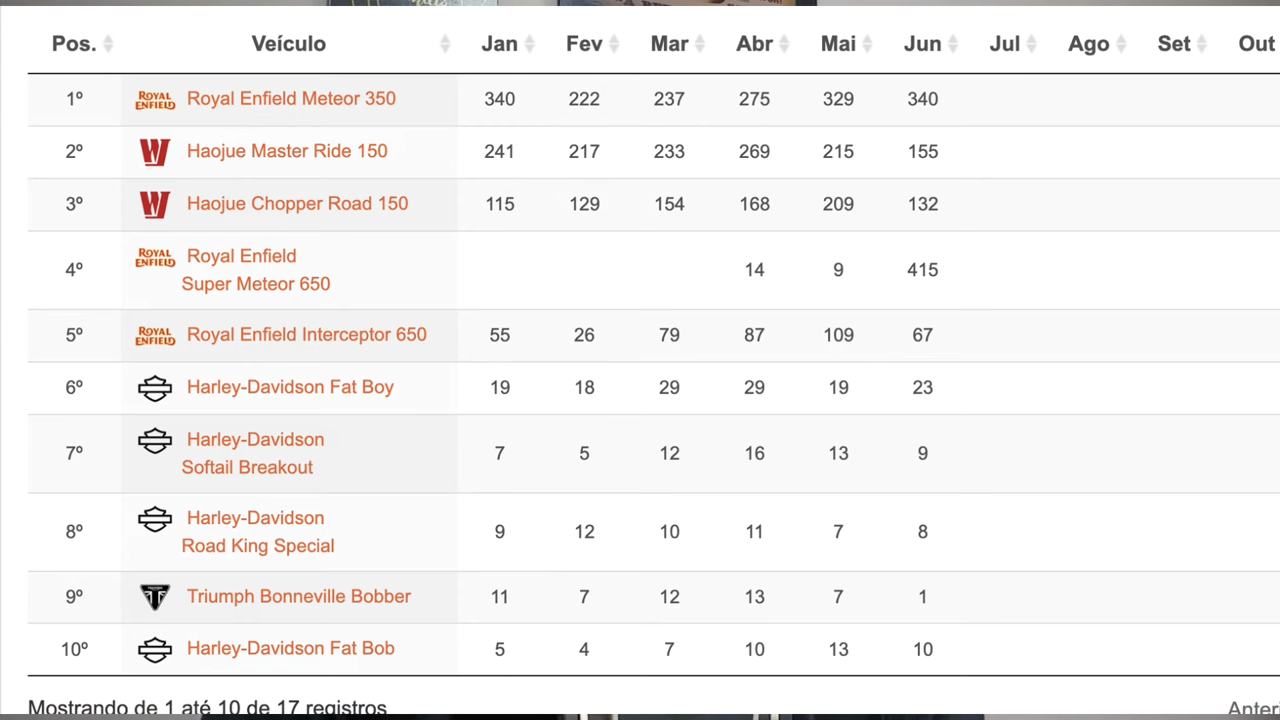 Pos. Veículo Jan Fev Mar Abr Mai Jun Jul Ago Set Out
1º ROYAL ENFIELD Royal Enfield Meteor 350 340 222 237 275 329 340
2º Haojue Master Ride 150 241 217 233 269 215 155
3º Haojue Chopper Road 150 115 129 154 168 209 132
4º ROYAL ENFIELD Royal Enfield
Super Meteor 650 14 9 415
5º ROYAL ENFIELD Royal Enfield Interceptor 650 55 26 79 87 109 67
6º Harley-Davidson Fat Boy 19 18 29 29 19 23
7º Harley-Davidson
Softail Breakout 7 5 12 16 13 9
8º Harley-Davidson
Road King Special 9 12 10 11 7 8
9º Triumph Bonneville Bobber 11 7 12 13 7 1
10º Harley-Davidson Fat Bob 5 4 7 10 13 10
Mostrando de 1 até 10 de 17 registros
Anter